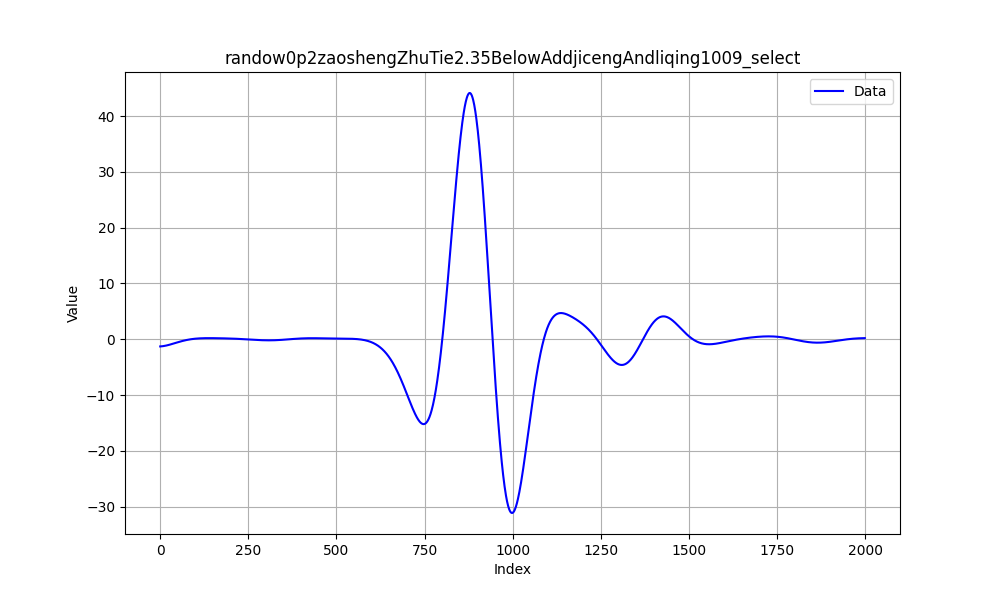 randow0p2zaoshengZhuTie2.35BelowAddjicengAndliqing1009_select
Data
40
30
20
10
0
−10
−20
−30
Value
0 250 500 750 1000 1250 1500 1750 2000
Index